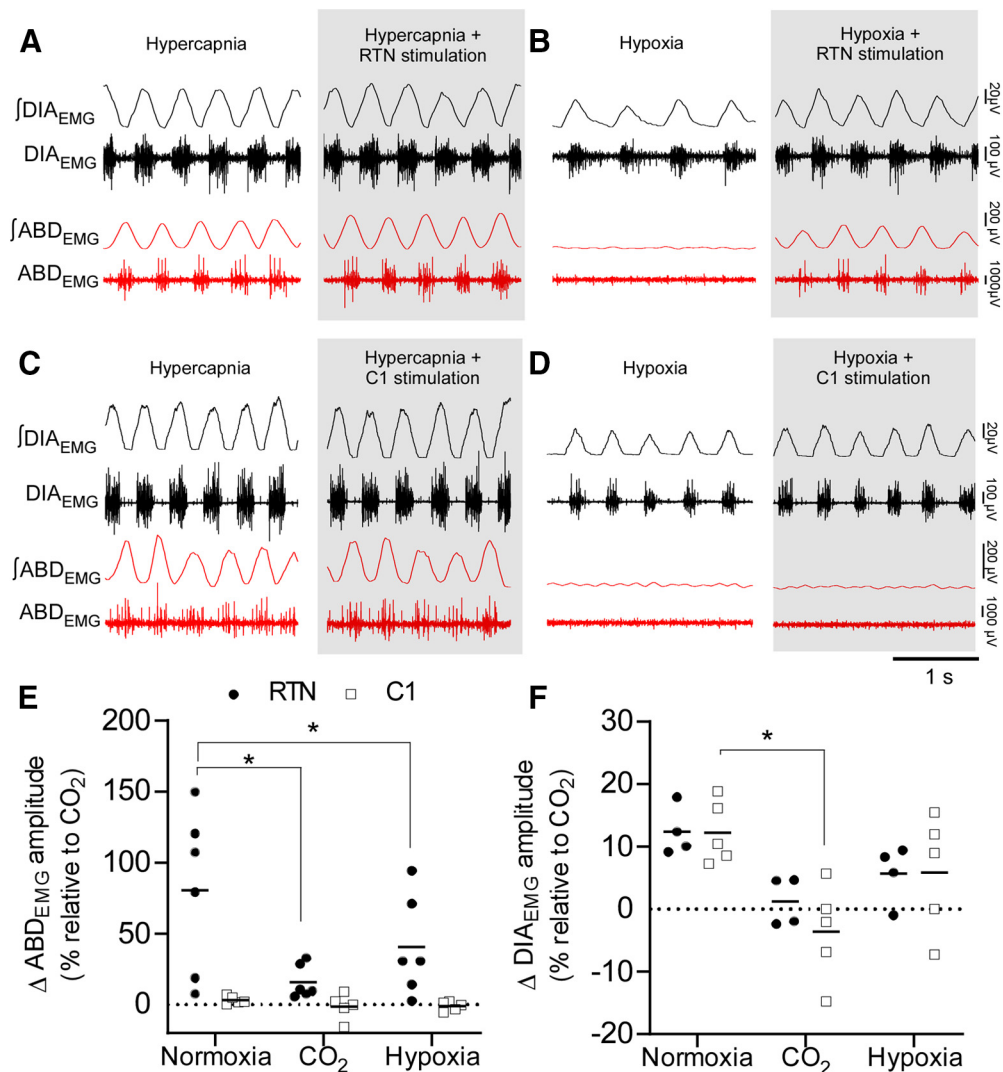 A
Hypercapnia
Hypercapnia +
RTN stimulation
B
Hypoxia
Hypoxia +
RTN stimulation
∫DIA_EMG
DIA_EMG
∫ABD_EMG
ABD_EMG
20µV
100 µV
200 µV
1000µV
C
Hypercapnia
Hypercapnia +
C1 stimulation
D
Hypoxia
Hypoxia +
C1 stimulation
∫DIA_EMG
DIA_EMG
∫ABD_EMG
ABD_EMG
20µV
100 µV
200 µV
1000 µV
1 s
E
● RTN □ C1
Δ ABD_EMG amplitude
(% relative to CO₂)
200
150
100
50
0
*
*
Normoxia CO₂ Hypoxia
F
Δ DIA_EMG amplitude
(% relative to CO₂)
30
20
10
0
-10
-20
*
Normoxia CO₂ Hypoxia